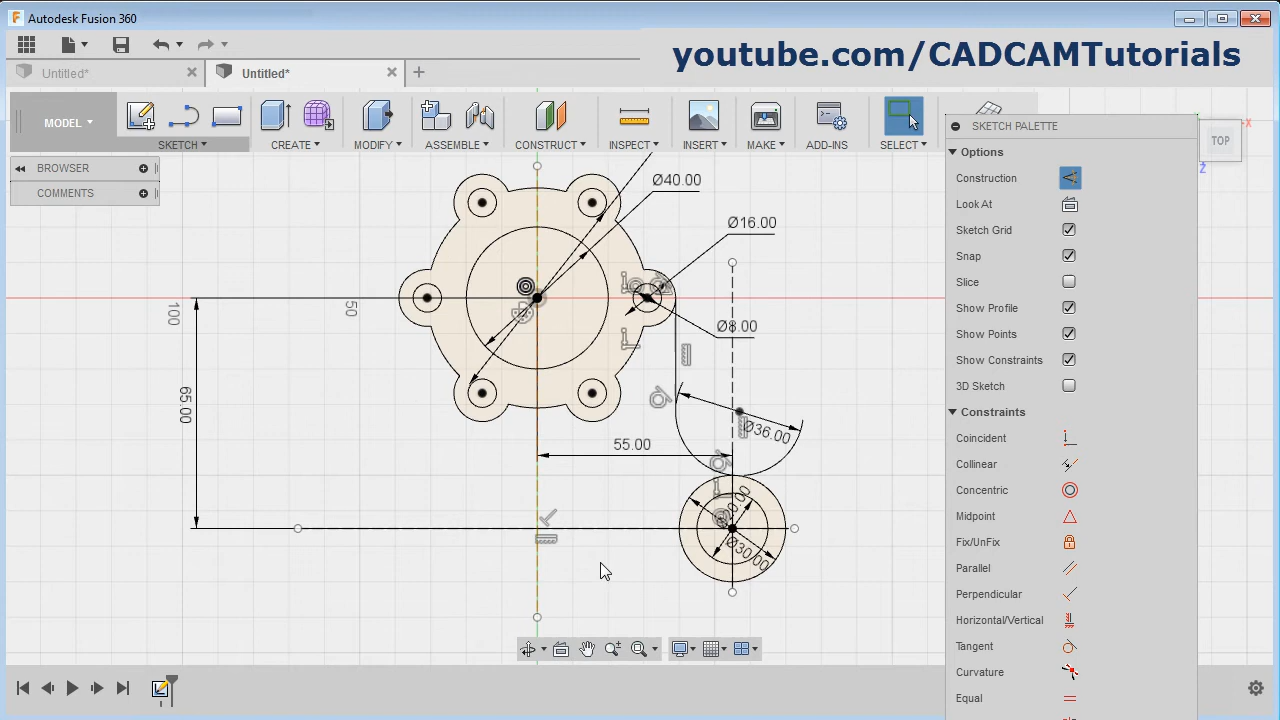 Autodesk Fusion 360
youtube.com/CADCAMTutorials
Untitled*
Untitled*
MODEL
SKETCH
CREATE
MODIFY
ASSEMBLE
CONSTRUCT
INSPECT
INSERT
MAKE
ADD-INS
SELECT
BROWSER
COMMENTS
SKETCH PALETTE
Options
Construction
Look At
Sketch Grid
Snap
Slice
Show Profile
Show Points
Show Constraints
3D Sketch
Constraints
Coincident
Collinear
Concentric
Midpoint
Fix/UnFix
Parallel
Perpendicular
Horizontal/Vertical
Tangent
Curvature
Equal
TOP
X
Z
Ø40.00
Ø16.00
Ø8.00
100
50
65.00
55.00
Ø36.00
Ø30.00